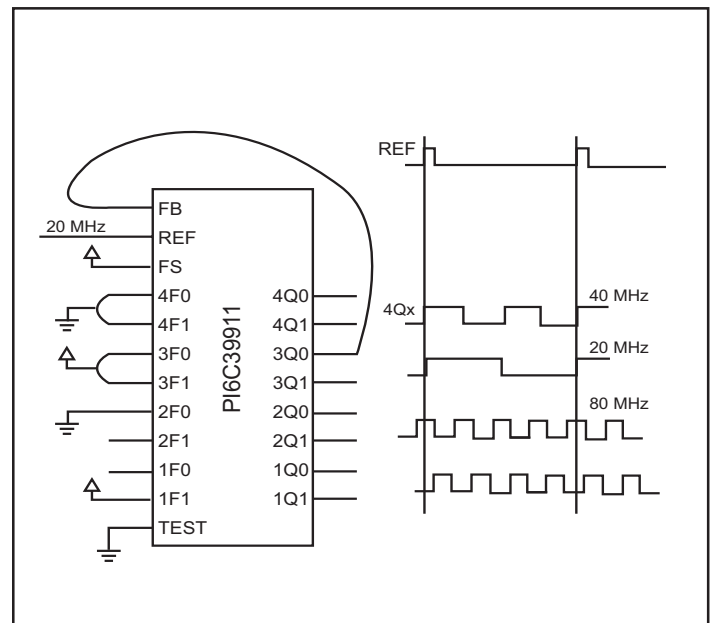 20 MHz
FB
REF
FS
4F0
4F1
3F0
3F1
2F0
2F1
1F0
1F1
TEST
PI6C39911
4Q0
4Q1
3Q0
3Q1
2Q0
2Q1
1Q0
1Q1
REF
4Qx
40 MHz
20 MHz
80 MHz